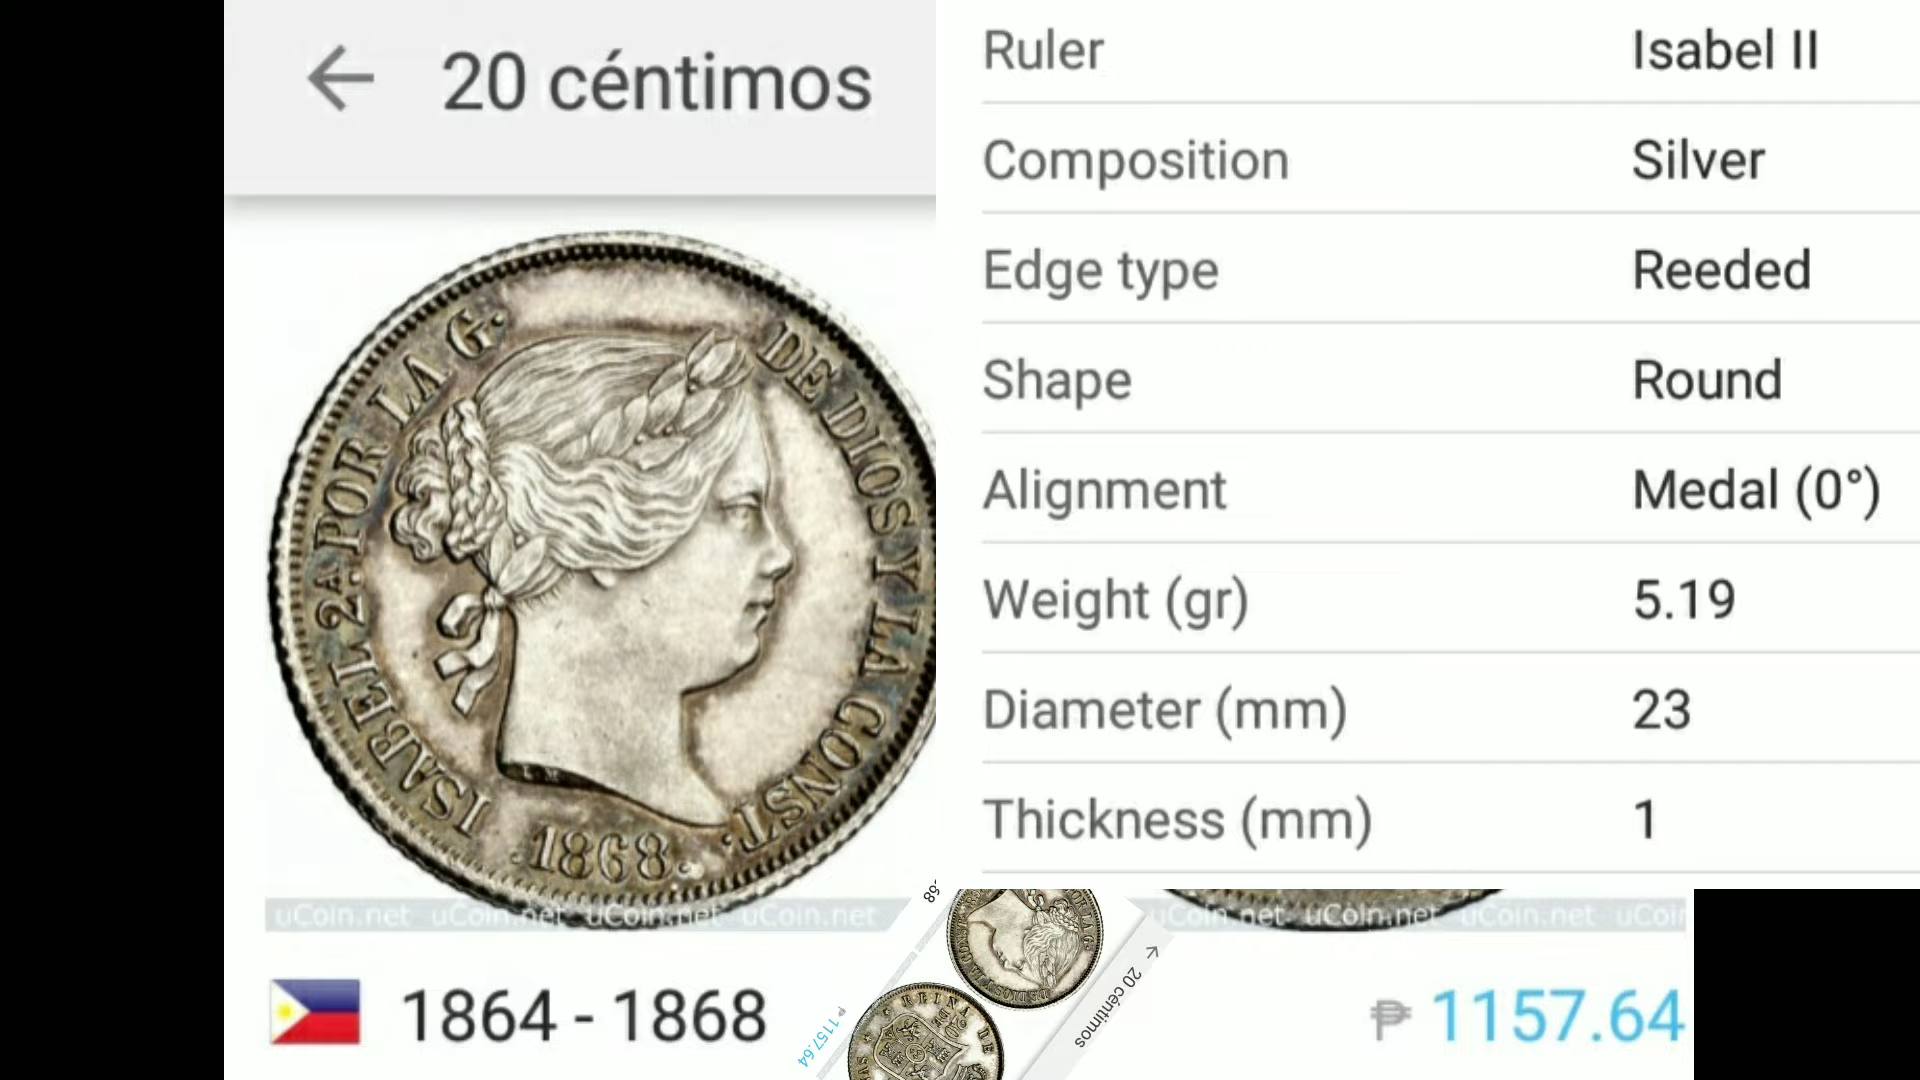 20 céntimos
ISABEL 2ª. POR LA G. DE DIOS Y LA CONST.
·1868·
uCoin.net uCoin.net uCoin.net uCoin.net
1864 - 1868
Ruler Isabel II
Composition Silver
Edge type Reeded
Shape Round
Alignment Medal (0°)
Weight (gr) 5.19
Diameter (mm) 23
Thickness (mm) 1
uCoin.net uCoin.net uCoin.net
₱ 1157.64
20 céntimos
REINA DE
₱ 1157.64